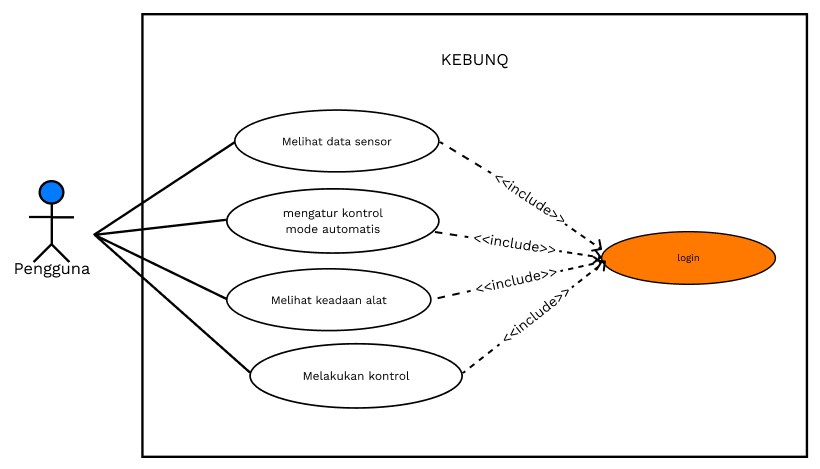 KEBUNQ
Melihat data sensor
<<include>>
mengatur kontrol
mode automatis
<<include>>
login
Pengguna
Melihat keadaan alat
<<include>>
<<include>>
Melakukan kontrol